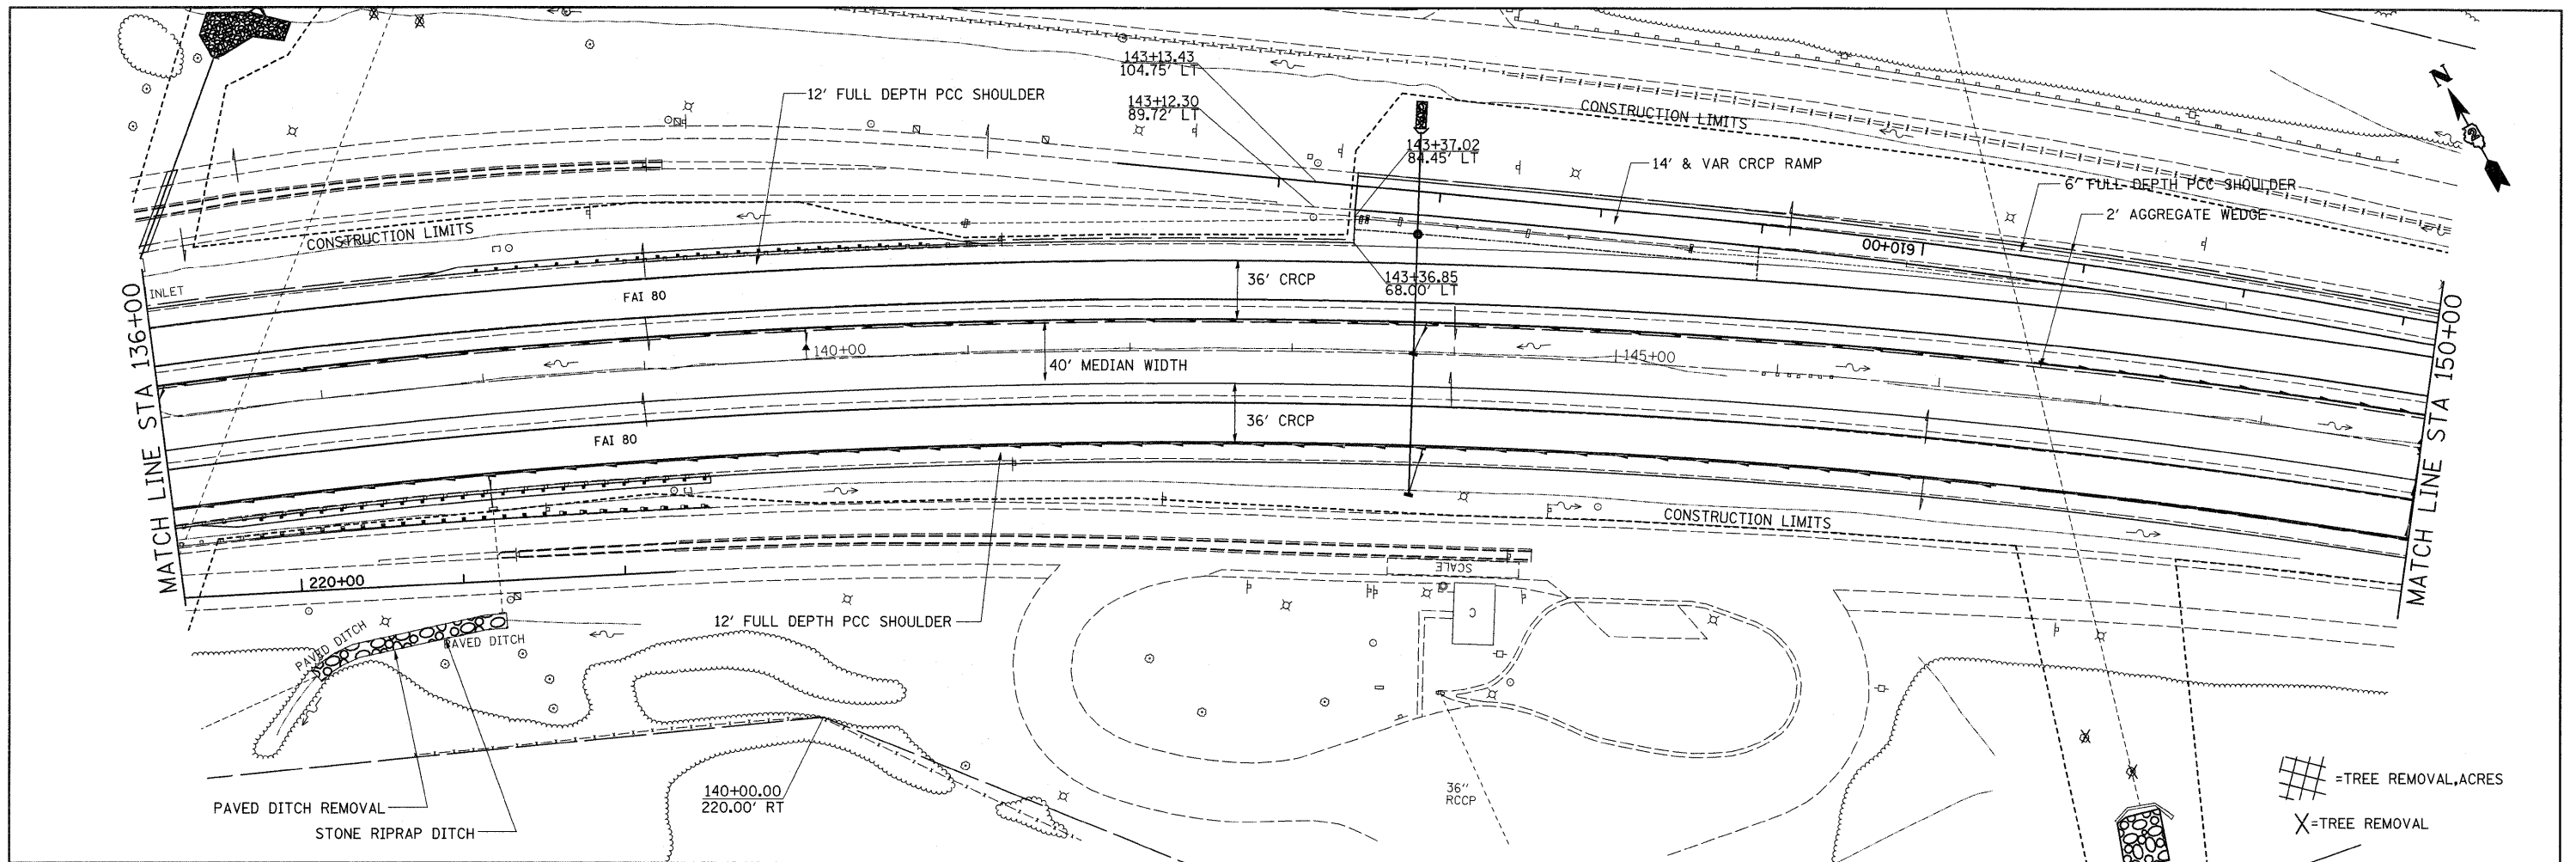 143+13.43
104.75' LT
12' FULL DEPTH PCC SHOULDER
143+12.30
89.72' LT
CONSTRUCTION LIMITS
N
2
143+37.02
84.45' LT
14' & VAR CRCP RAMP
6' FULL DEPTH PCC SHOULDER
2' AGGREGATE WEDGE
CONSTRUCTION LIMITS
1610+00
INLET
143+36.85
68.00' LT
36' CRCP
FAI 80
MATCH LINE STA 136+00
MATCH LINE STA 150+00
140+00
145+00
40' MEDIAN WIDTH
36' CRCP
FAI 80
CONSTRUCTION LIMITS
SCALE
220+00
C
12' FULL DEPTH PCC SHOULDER
PAVED DITCH
PAVED DITCH
140+00.00
220.00' RT
36"
RCCP
PAVED DITCH REMOVAL
STONE RIPRAP DITCH
=TREE REMOVAL,ACRES
X=TREE REMOVAL